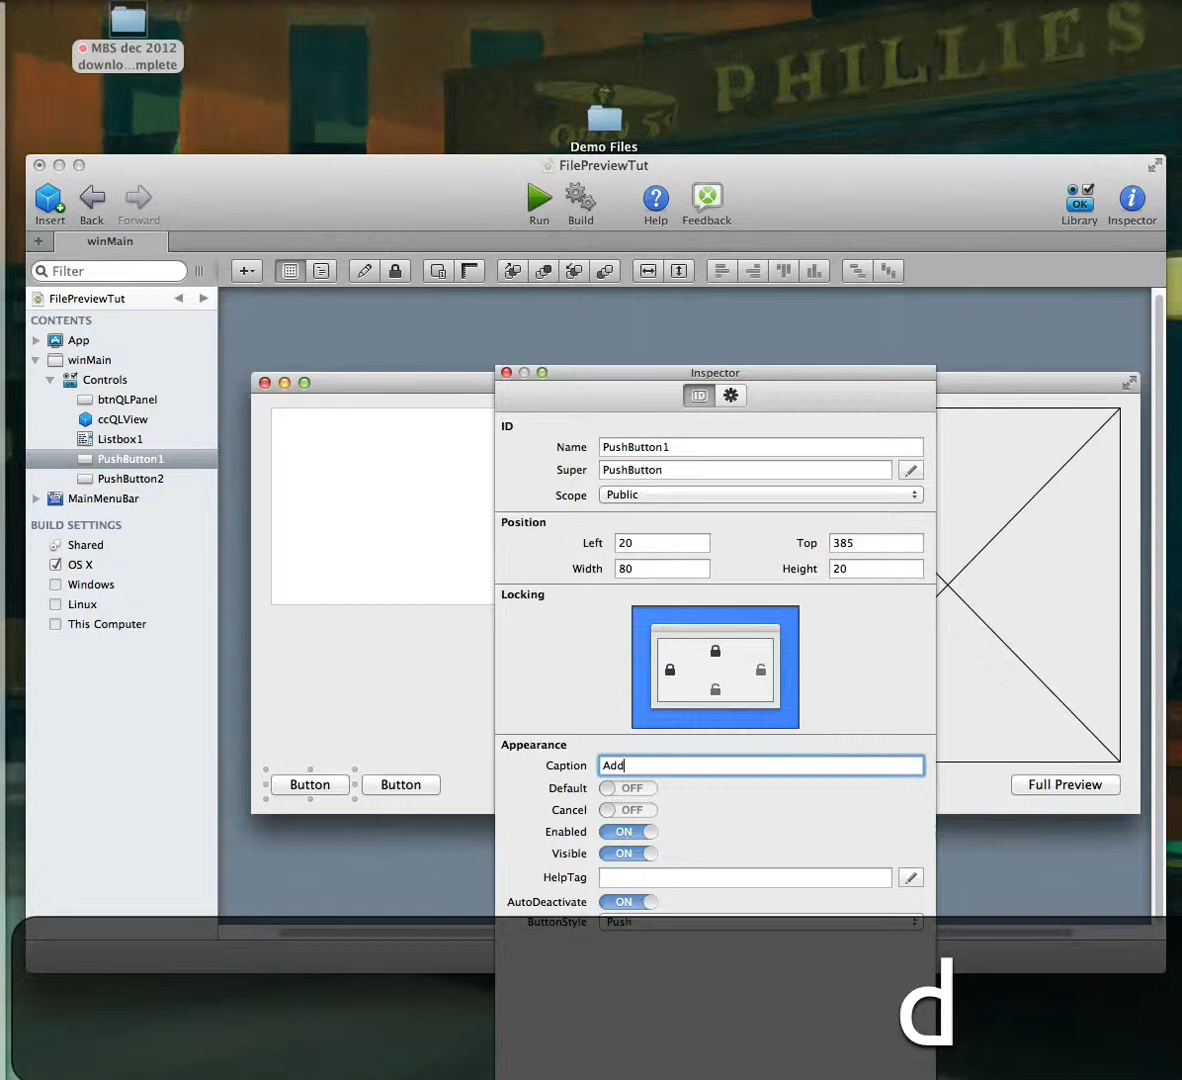 PHILLIES
MBS dec 2012
downlo...mplete
Demo Files
FilePreviewTut
Insert Back Forward Run Build Help Feedback OK Library Inspector
+ winMain
Filter
FilePreviewTut
CONTENTS
App
winMain
Controls
btnQLPanel
ccQLView
Listbox1
PushButton1
PushButton2
MainMenuBar
BUILD SETTINGS
Shared
OS X
Windows
Linux
This Computer
Inspector
ID
ID
Name PushButton1
Super PushButton
Scope Public
Position
Left 20 Top 385
Width 80 Height 20
Locking
Appearance
Caption Add
Default OFF
Cancel OFF
Enabled ON
Visible ON
HelpTag
AutoDeactivate ON
ButtonStyle Push
Button Button Full Preview
d